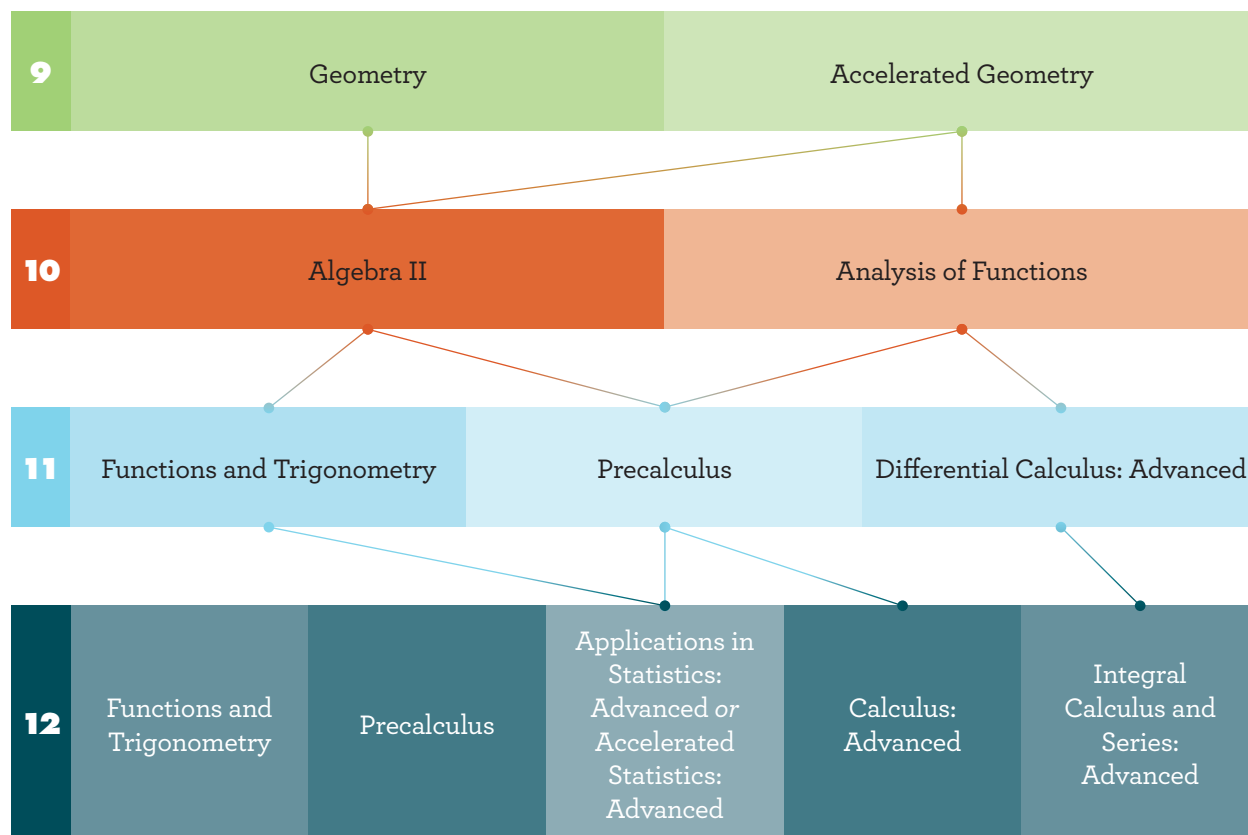 9
Geometry
Accelerated Geometry
10
Algebra II
Analysis of Functions
11
Functions and Trigonometry
Precalculus
Differential Calculus: Advanced
12
Functions and
Trigonometry
Precalculus
Applications in
Statistics:
Advanced or
Accelerated
Statistics:
Advanced
Calculus:
Advanced
Integral
Calculus and
Series:
Advanced